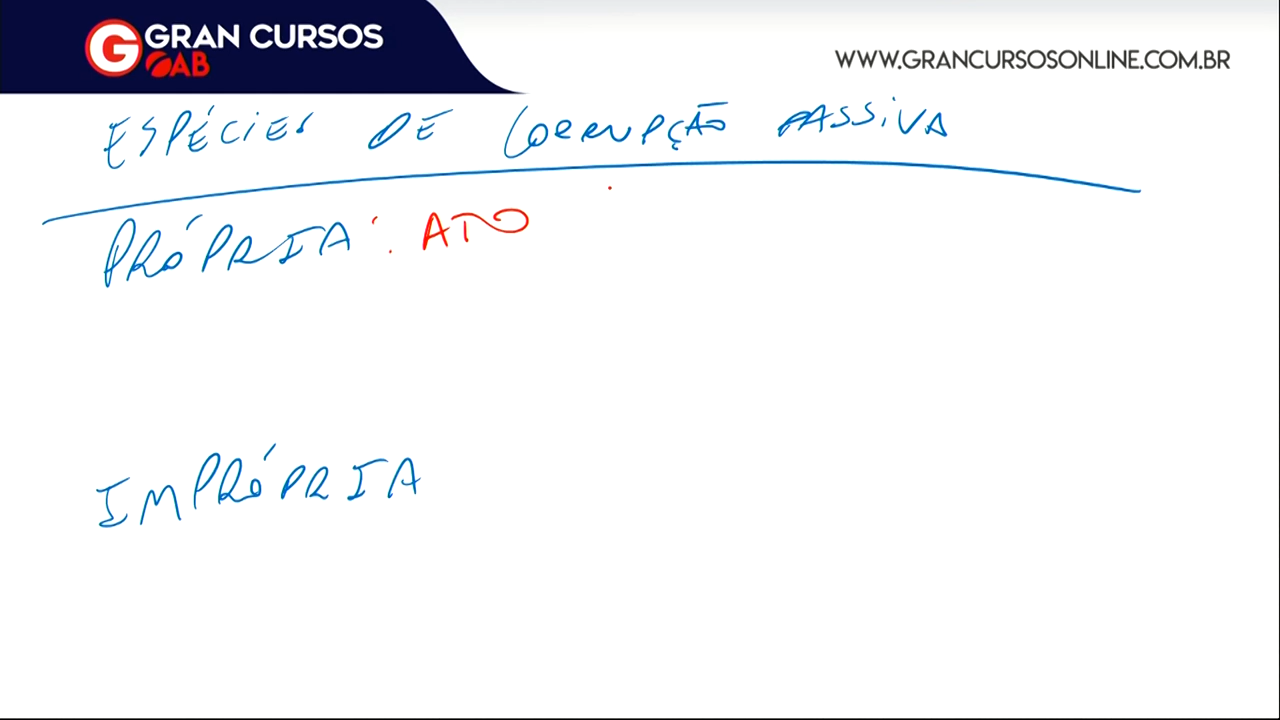 GRAN CURSOS
OAB
WWW.GRANCURSOSONLINE.COM.BR
ESPÉCIES DE CORRUPÇÃO PASSIVA
PRÓPRIA: ATO
IMPRÓPRIA